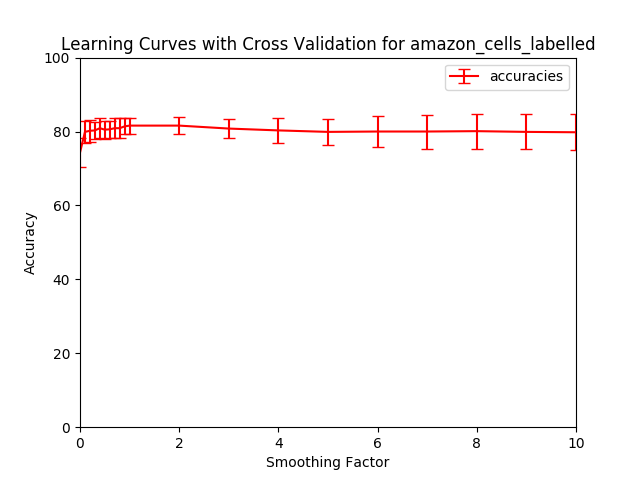 Learning Curves with Cross Validation for amazon_cells_labelled
accuracies
100
80
60
40
20
0
Accuracy
0 2 4 6 8 10
Smoothing Factor